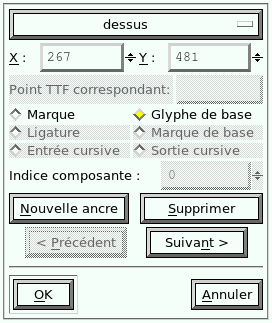 dessus
X : 267 Y : 481
Point TTF correspondant:
Marque Glyphe de base
Ligature Marque de base
Entrée cursive Sortie cursive
Indice composante : 0
Nouvelle ancre Supprimer
< Précédent Suivant >
OK Annuler